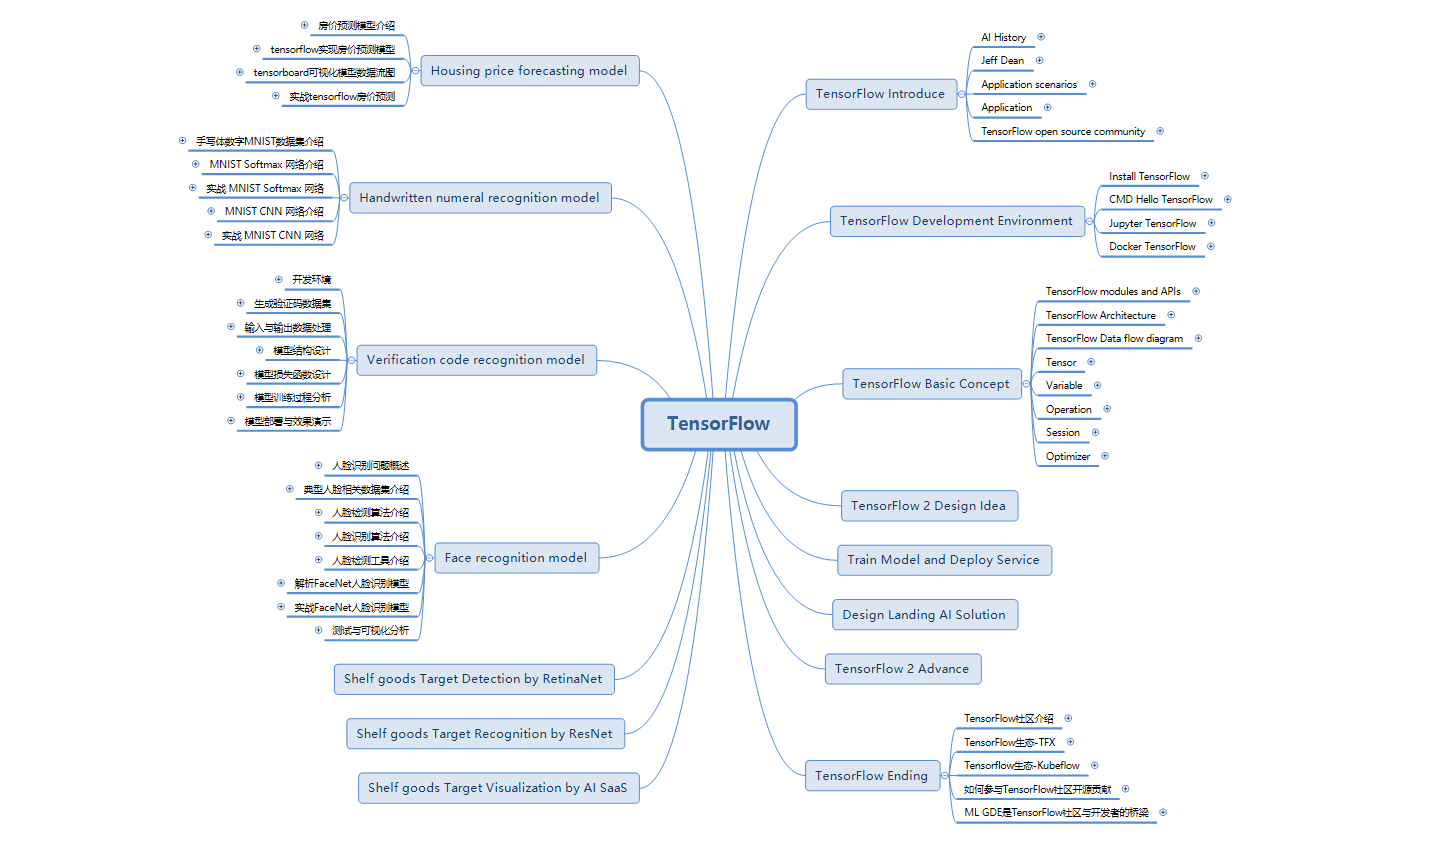 TensorFlow
房价预测模型介绍
tensorflow实现房价预测模型
tensorboard可视化模型数据流图
实战tensorflow房价预测
Housing price forecasting model
手写体数字MNIST数据集介绍
MNIST Softmax 网络介绍
实战 MNIST Softmax 网络
MNIST CNN 网络介绍
实战 MNIST CNN 网络
Handwritten numeral recognition model
开发环境
生成验证码数据集
输入与输出数据处理
模型结构设计
模型损失函数设计
模型训练过程分析
模型部署与效果演示
Verification code recognition model
人脸识别问题概述
典型人脸相关数据集介绍
人脸检测算法介绍
人脸识别算法介绍
人脸检测工具介绍
解析FaceNet人脸识别模型
实战FaceNet人脸识别模型
测试与可视化分析
Face recognition model
Shelf goods Target Detection by RetinaNet
Shelf goods Target Recognition by ResNet
Shelf goods Target Visualization by AI SaaS
TensorFlow Introduce
AI History
Jeff Dean
Application scenarios
Application
TensorFlow open source community
TensorFlow Development Environment
Install TensorFlow
CMD Hello TensorFlow
Jupyter TensorFlow
Docker TensorFlow
TensorFlow Basic Concept
TensorFlow modules and APIs
TensorFlow Architecture
TensorFlow Data flow diagram
Tensor
Variable
Operation
Session
Optimizer
TensorFlow 2 Design Idea
Train Model and Deploy Service
Design Landing AI Solution
TensorFlow 2 Advance
TensorFlow Ending
TensorFlow社区介绍
TensorFlow生态-TFX
Tensorflow生态-Kubeflow
如何参与TensorFlow社区开源贡献
ML GDE是TensorFlow社区与开发者的桥梁